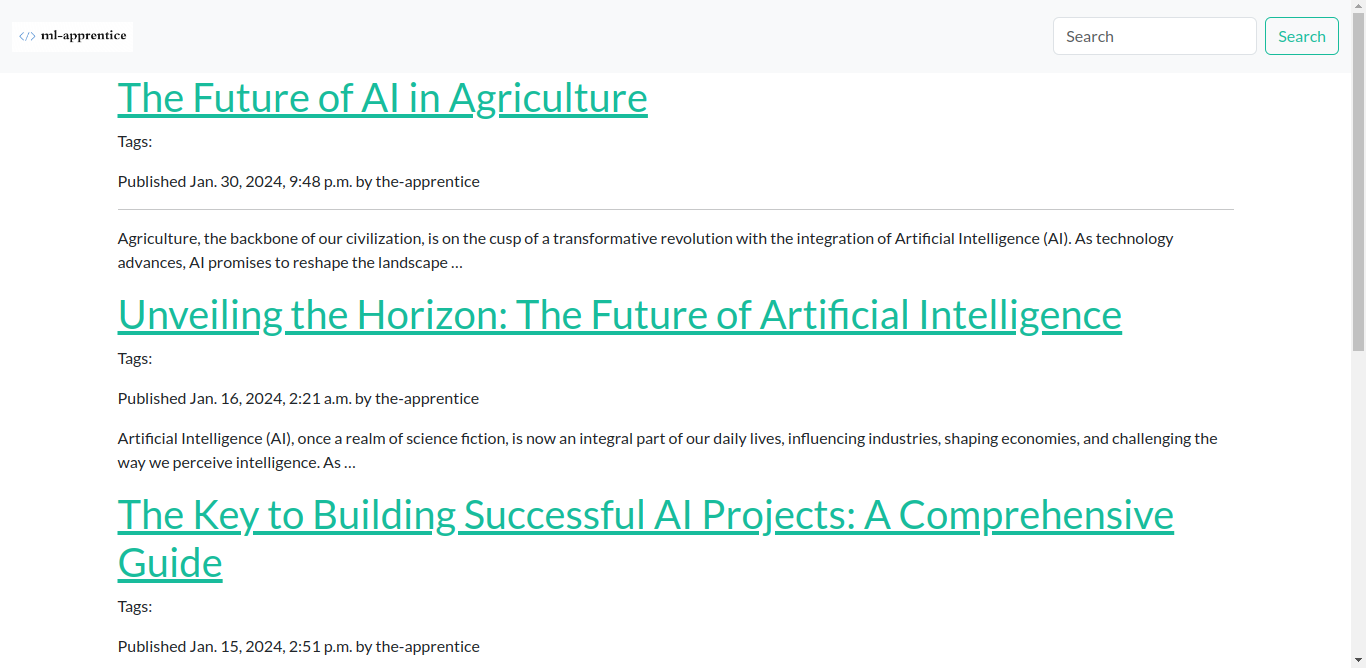 </> ml-apprentice
Search
Search
The Future of AI in Agriculture
Tags:
Published Jan. 30, 2024, 9:48 p.m. by the-apprentice
Agriculture, the backbone of our civilization, is on the cusp of a transformative revolution with the integration of Artificial Intelligence (AI). As technology
advances, AI promises to reshape the landscape …
Unveiling the Horizon: The Future of Artificial Intelligence
Tags:
Published Jan. 16, 2024, 2:21 a.m. by the-apprentice
Artificial Intelligence (AI), once a realm of science fiction, is now an integral part of our daily lives, influencing industries, shaping economies, and challenging the
way we perceive intelligence. As …
The Key to Building Successful AI Projects: A Comprehensive
Guide
Tags:
Published Jan. 15, 2024, 2:51 p.m. by the-apprentice